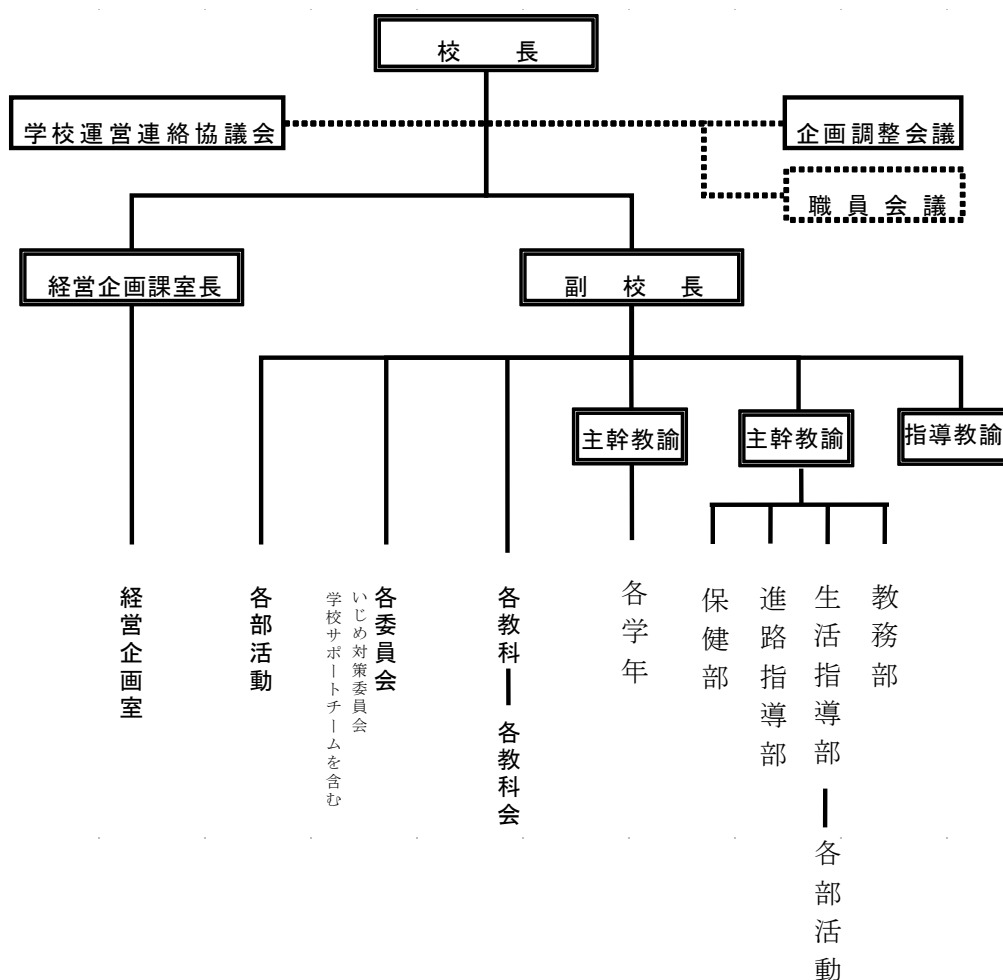 校長
学校運営連絡協議会
企画調整会議
職員会議
経営企画課室長
副校長
主幹教諭
主幹教諭
指導教諭
経営企画室
各部活動
各委員会
いじめ対策委員会
学校サポートチームを含む
各教科
各教科会
各学年
保健部
進路指導部
生活指導部
各部活動
教務部